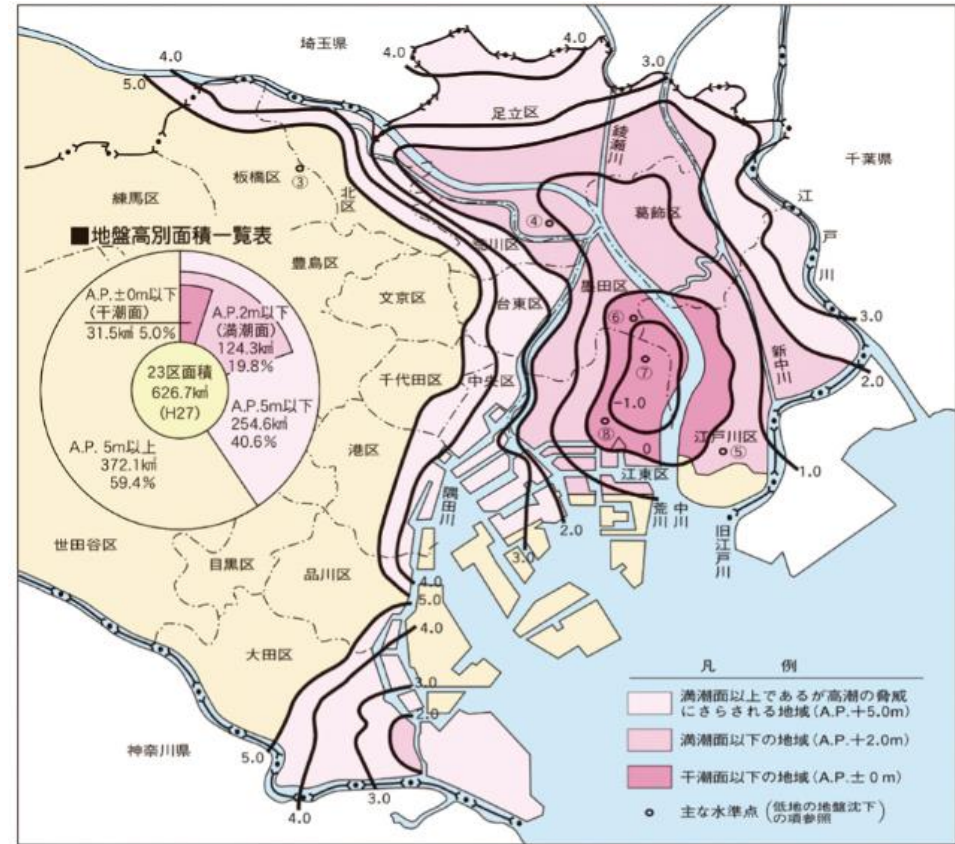 埼玉県
4.0
4.0
4.0
5.0
3.0
足立区
綾瀬川
千葉県
板橋区
③
北区
練馬区
④
葛飾区
江戸川
■地盤高別面積一覧表
荒川区
豊島区
文京区
台東区
墨田区
A.P.±0m以下
(干潮面)
31.5㎢ 5.0%
A.P.2m以下
(満潮面)
124.3㎢
19.8%
23区面積
626.7㎢
(H27)
A.P.5m以下
254.6㎢
40.6%
A.P. 5m以上
372.1㎢
59.4%
⑥
⑦
-1.0
⑧
0
3.0
新中川
2.0
千代田区
中央区
江戸川区
⑤
港区
江東区
1.0
隅田川
荒川
中川
旧江戸川
2.0
3.0
世田谷区
目黒区
品川区
4.0
5.0
4.0
大田区
3.0
2.0
神奈川県
5.0
3.0
4.0
凡 例
満潮面以上であるが高潮の脅威
にさらされる地域(A.P.+5.0m)
満潮面以下の地域(A.P.+2.0m)
干潮面以下の地域(A.P.±0m)
主な水準点(低地の地盤沈下
の項参照)